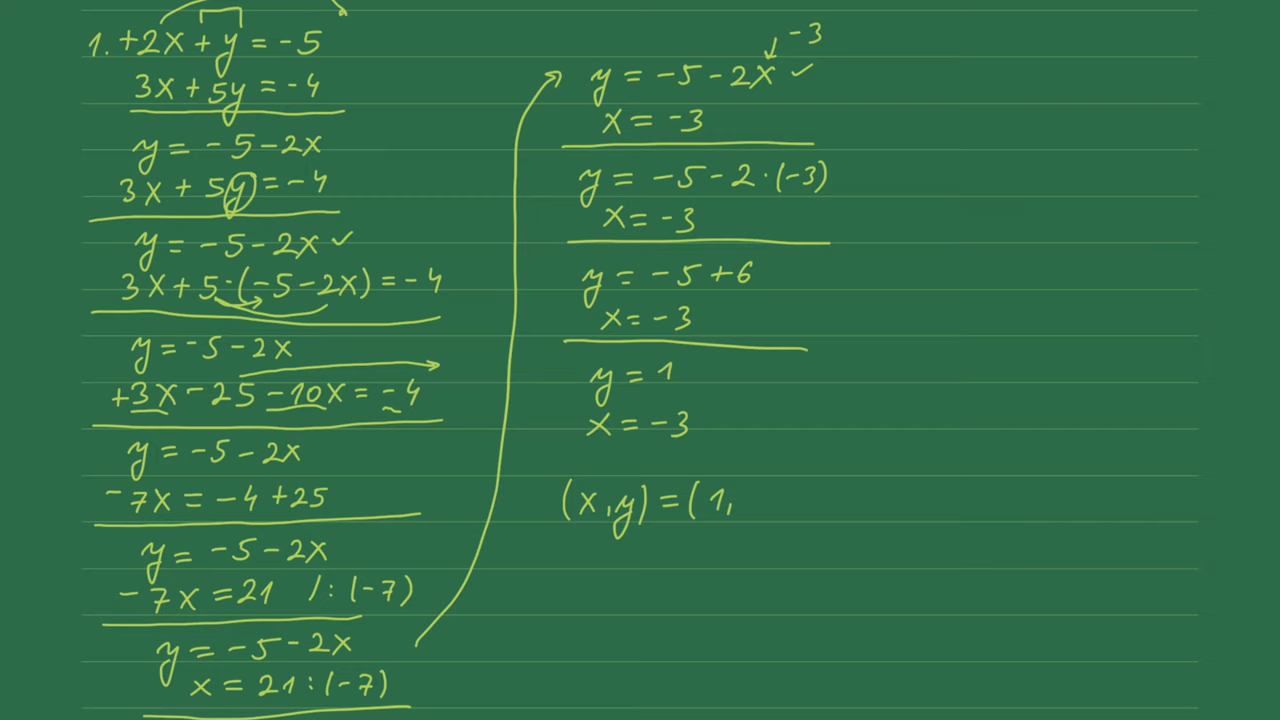 1. +2x + y = -5
3x + 5y = -4
y = -5 - 2x
3x + 5y = -4
y = -5 - 2x ✓
3x + 5·(-5 - 2x) = -4
y = -5 - 2x
+3x - 25 - 10x = -4
y = -5 - 2x
-7x = -4 + 25
y = -5 - 2x
-7x = 21 /:(-7)
y = -5 - 2x
x = 21:(-7)
-3
y = -5 - 2x ✓
x = -3
y = -5 - 2·(-3)
x = -3
y = -5 + 6
x = -3
y = 1
x = -3
(x, y) = (1,